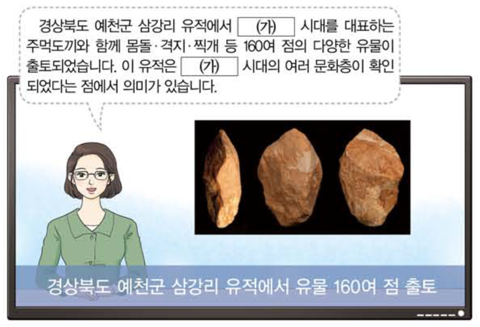 경상북도 예천군 삼강리 유적에서 (가) 시대를 대표하는
주먹도끼와 함께 몸돌·격지·찍개 등 160여 점의 다양한 유물이
출토되었습니다. 이 유적은 (가) 시대의 여러 문화층이 확인
되었다는 점에서 의미가 있습니다.
경상북도 예천군 삼강리 유적에서 유물 160여 점 출토